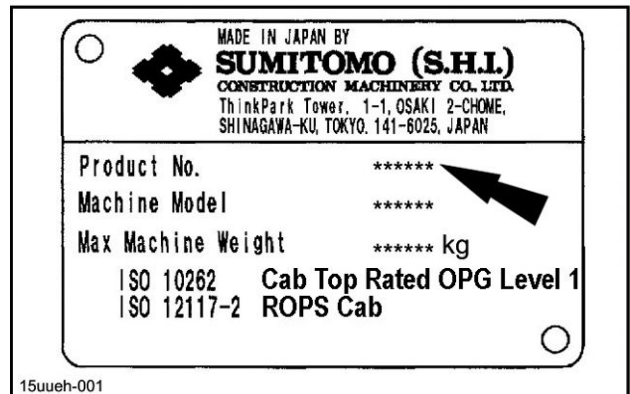 MADE IN JAPAN BY
SUMITOMO (S.H.I.)
CONSTRUCTION MACHINERY CO., LTD.
ThinkPark Tower, 1-1, OSAKI 2-CHOME,
SHINAGAWA-KU, TOKYO. 141-6025, JAPAN
Product No. ******
Machine Model ******
Max Machine Weight ****** kg
ISO 10262 Cab Top Rated OPG Level 1
ISO 12117-2 ROPS Cab
15uueh-001